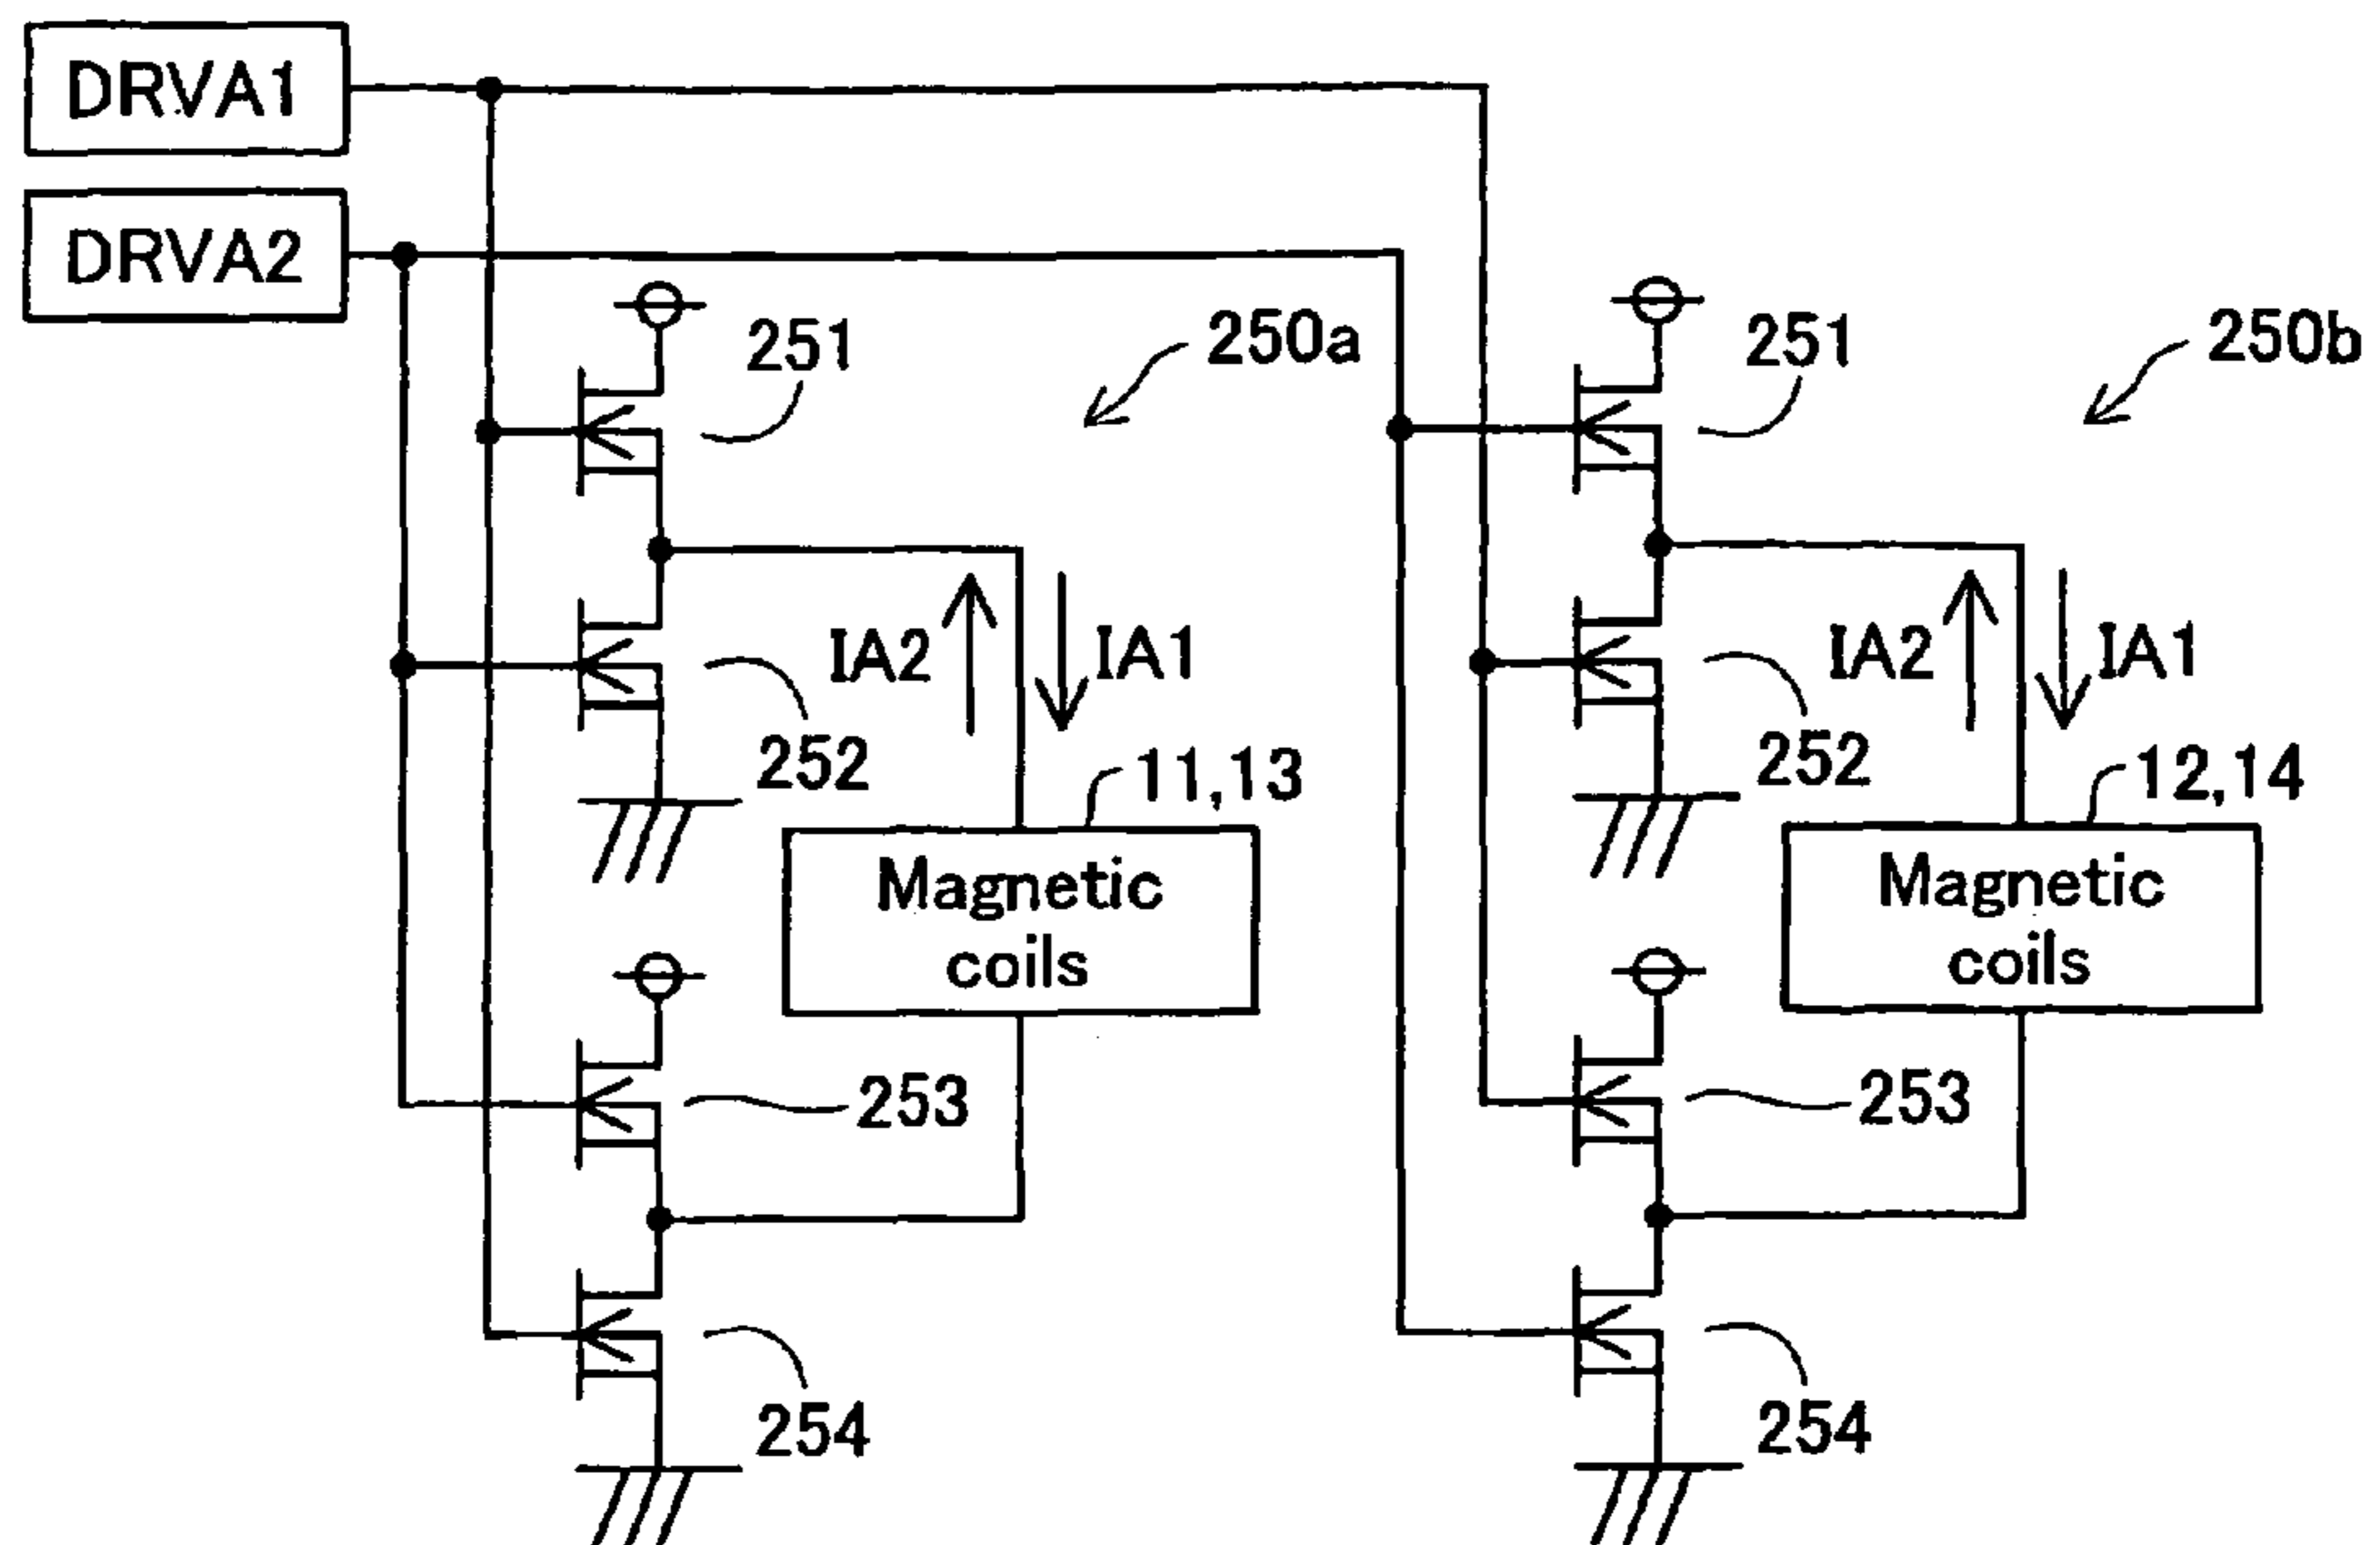 DRVA1
DRVA2
251
250a
251
250b
IA2
IA1
IA2
IA1
252
11,13
252
12,14
Magnetic
coils
Magnetic
coils
253
253
254
254